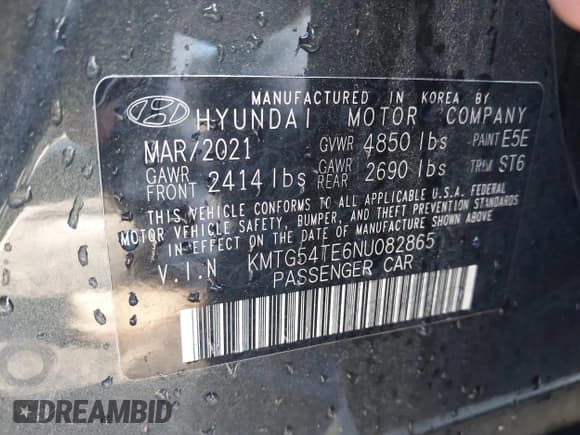 MANUFACTURED IN KOREA BY
HYUNDAI MOTOR COMPANY
MAR/2021 GVWR 4850 lbs PAINT E5E
GAWR FRONT 2414 lbs GAWR REAR 2690 lbs TRIM ST6
THIS VEHICLE CONFORMS TO ALL APPLICABLE U.S.A. FEDERAL
MOTOR VEHICLE SAFETY, BUMPER, AND THEFT PREVENTION STANDARDS
IN EFFECT ON THE DATE OF MANUFACTURE SHOWN ABOVE
V.I.N KMTG54TE6NU082865
PASSENGER CAR
DREAMBID